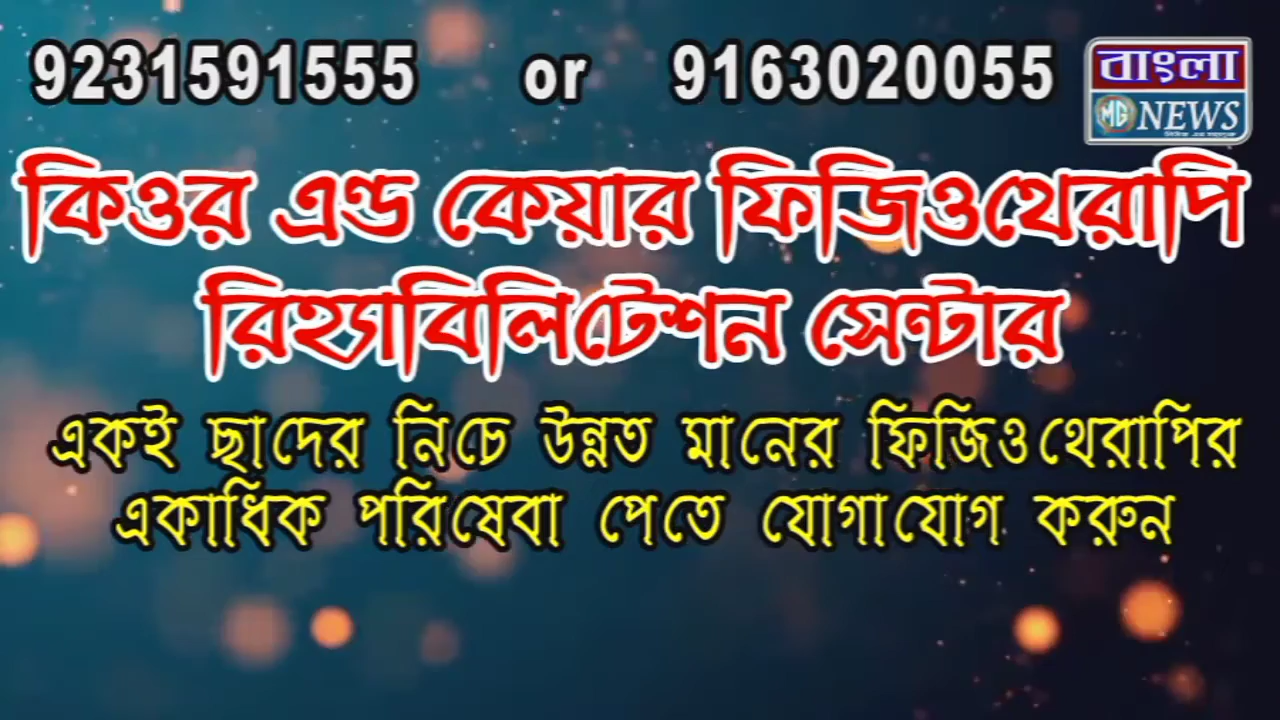 9231591555 or 9163020055
বাংলা
MG NEWS
কিওর এণ্ড কেয়ার ফিজিওথেরাপি
রিহ্যাবিলিটেশন সেন্টার
একই ছাদের নিচে উন্নত মানের ফিজিওথেরাপির
একাধিক পরিষেবা পেতে যোগাযোগ করুন